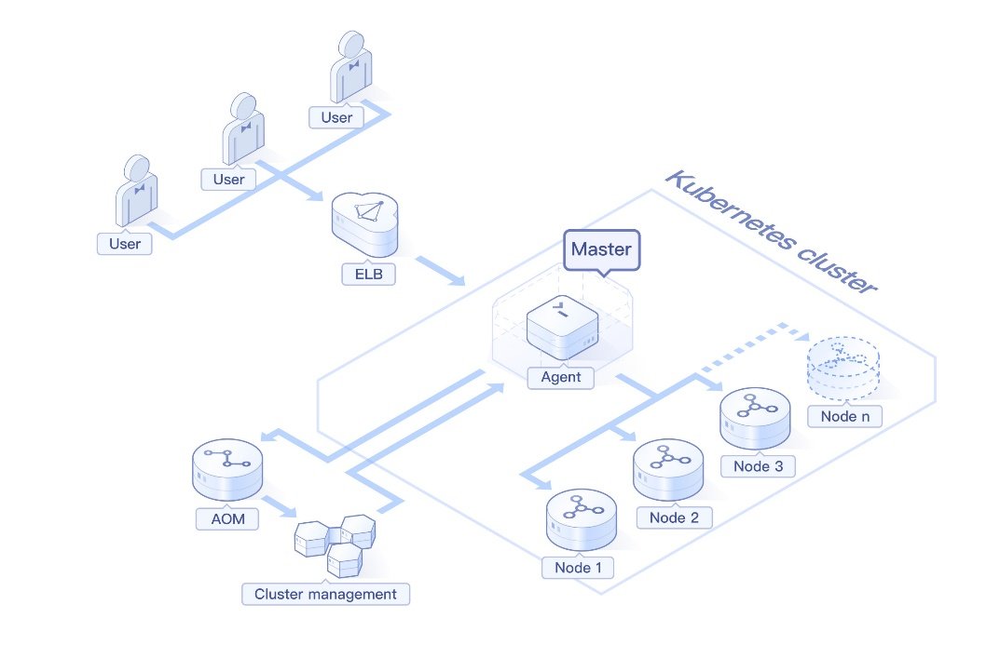 User
User
User
ELB
Kubernetes cluster
Master
Agent
Node n
Node 3
Node 2
Node 1
AOM
Cluster management